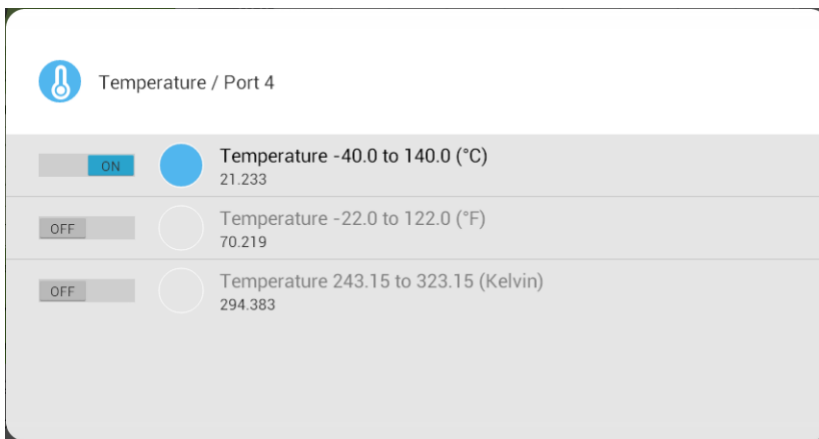 Temperature / Port 4
ON
Temperature -40.0 to 140.0 (°C)
21.233
OFF
Temperature -22.0 to 122.0 (°F)
70.219
OFF
Temperature 243.15 to 323.15 (Kelvin)
294.383